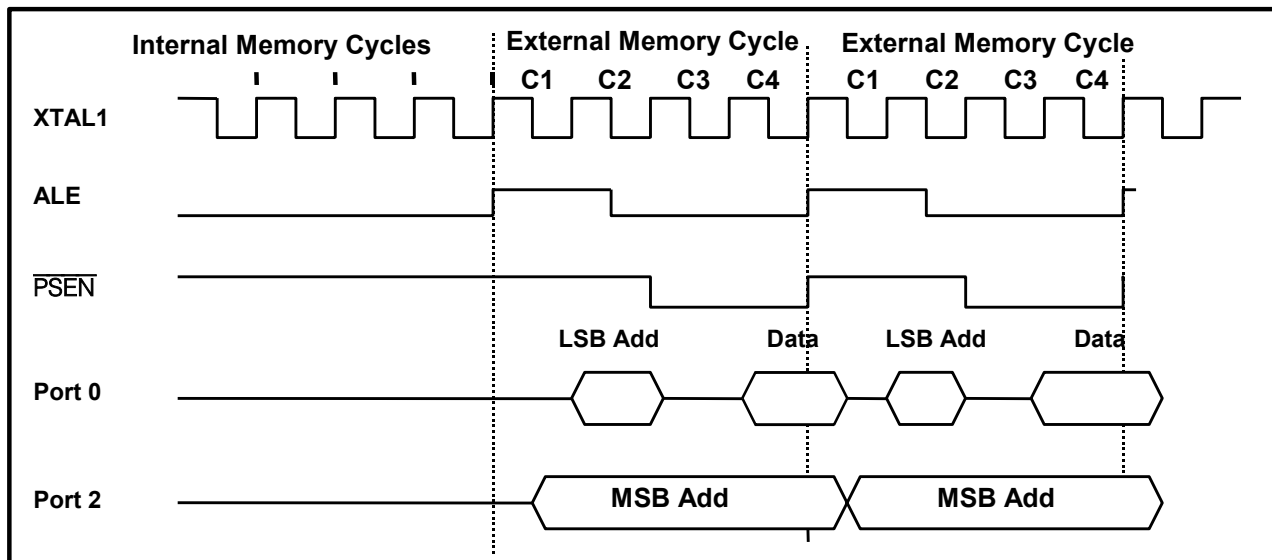 Internal Memory Cycles
External Memory Cycle
External Memory Cycle
C1 C2 C3 C4 C1 C2 C3 C4
XTAL1
ALE
PSEN
LSB Add Data LSB Add Data
Port 0
Port 2
MSB Add MSB Add